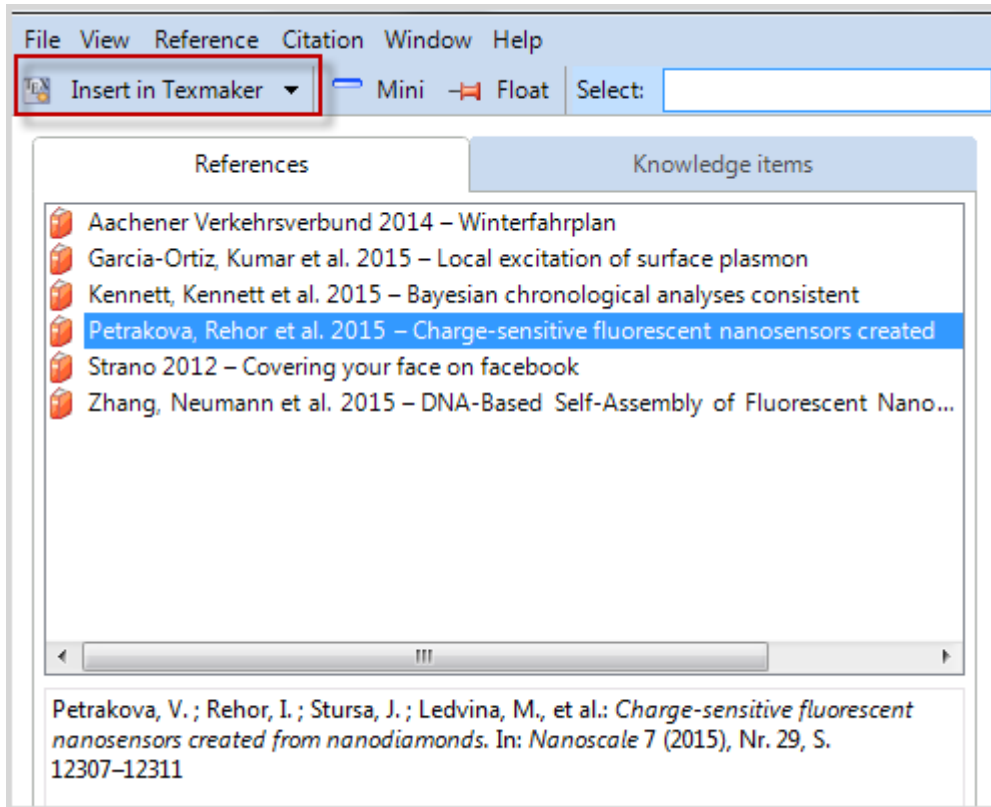 File View Reference Citation Window Help
TEX Insert in Texmaker Mini Float Select:
References Knowledge items
Aachener Verkehrsverbund 2014 – Winterfahrplan
Garcia-Ortiz, Kumar et al. 2015 – Local excitation of surface plasmon
Kennett, Kennett et al. 2015 – Bayesian chronological analyses consistent
Petrakova, Rehor et al. 2015 – Charge-sensitive fluorescent nanosensors created
Strano 2012 – Covering your face on facebook
Zhang, Neumann et al. 2015 – DNA-Based Self-Assembly of Fluorescent Nano...
Petrakova, V. ; Rehor, I. ; Stursa, J. ; Ledvina, M., et al.: Charge-sensitive fluorescent
nanosensors created from nanodiamonds. In: Nanoscale 7 (2015), Nr. 29, S.
12307–12311